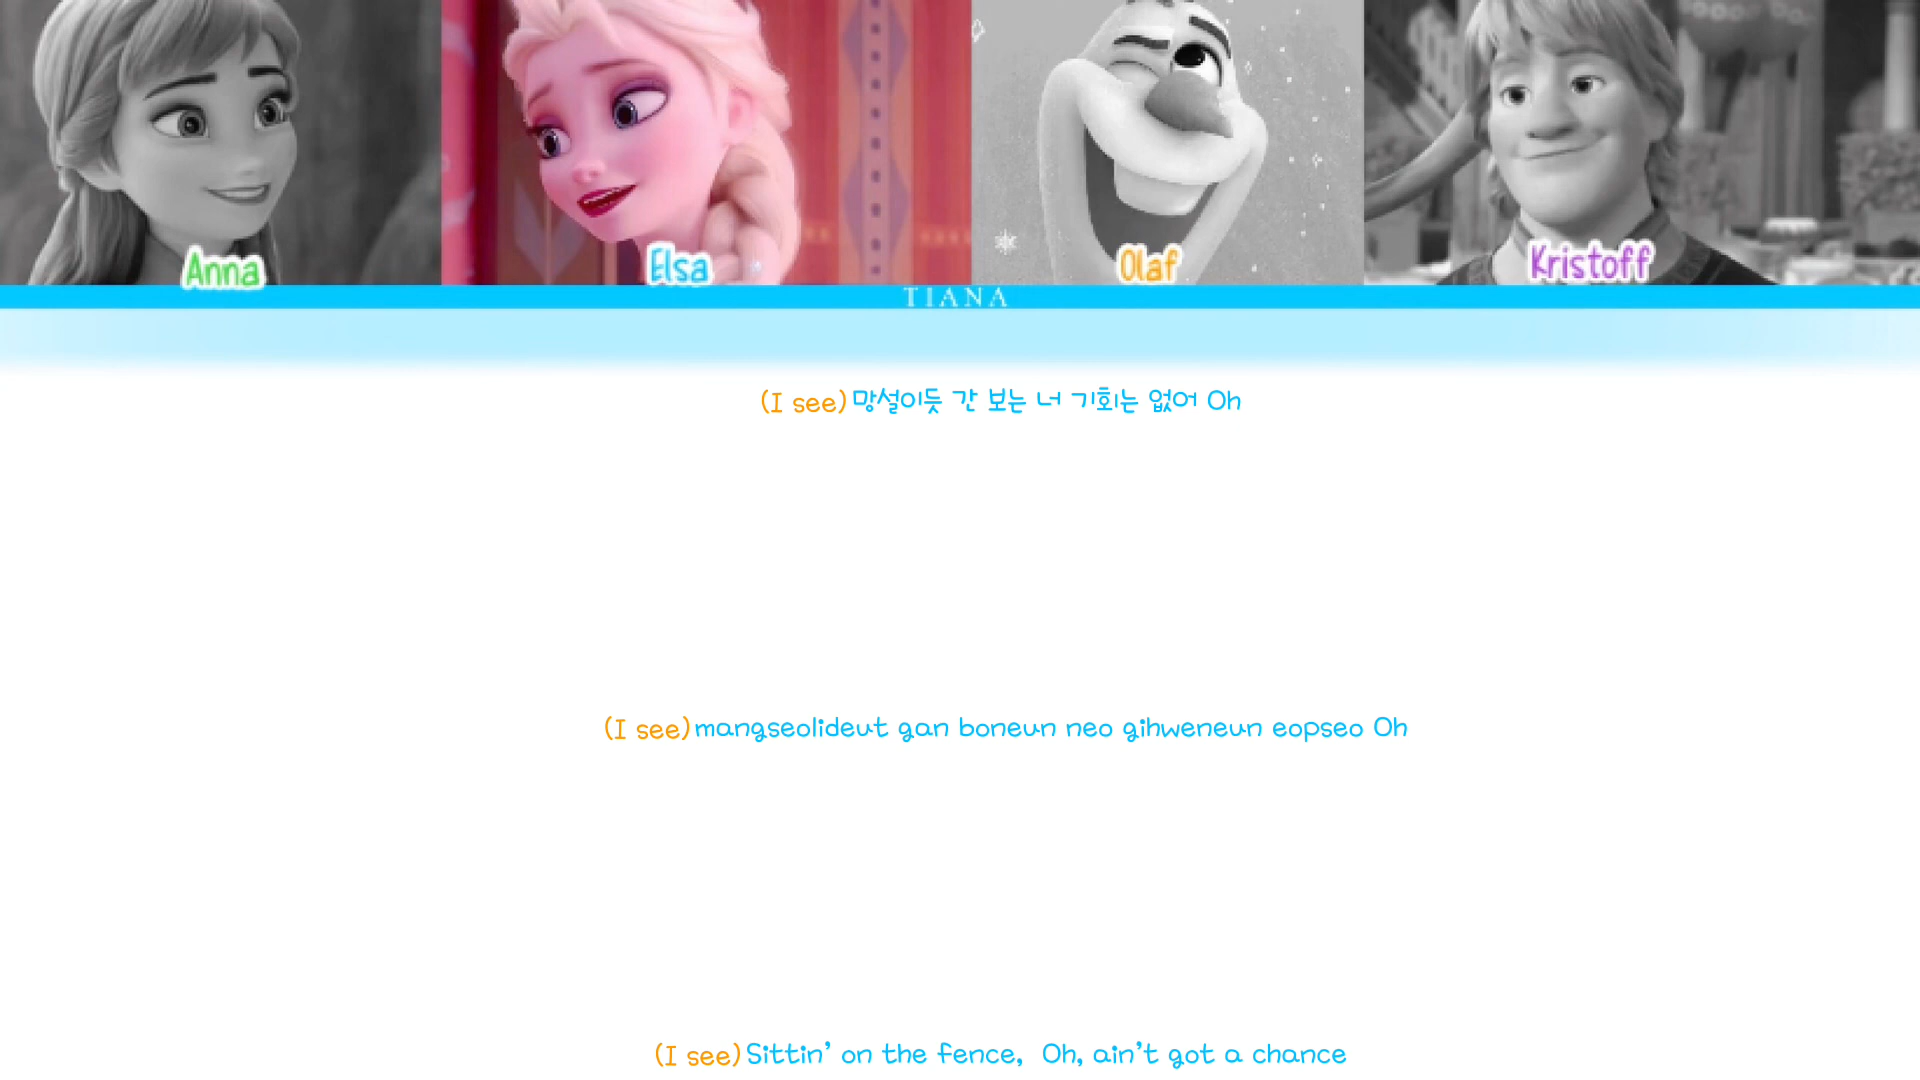 Anna
Elsa
Olaf
Kristoff
TIANA
(I see) 망설이듯 간 보는 너 기회는 없어 Oh
(I see) mangseolideut gan boneun neo gihweneun eopseo Oh
(I see) Sittin' on the fence, Oh, ain't got a chance